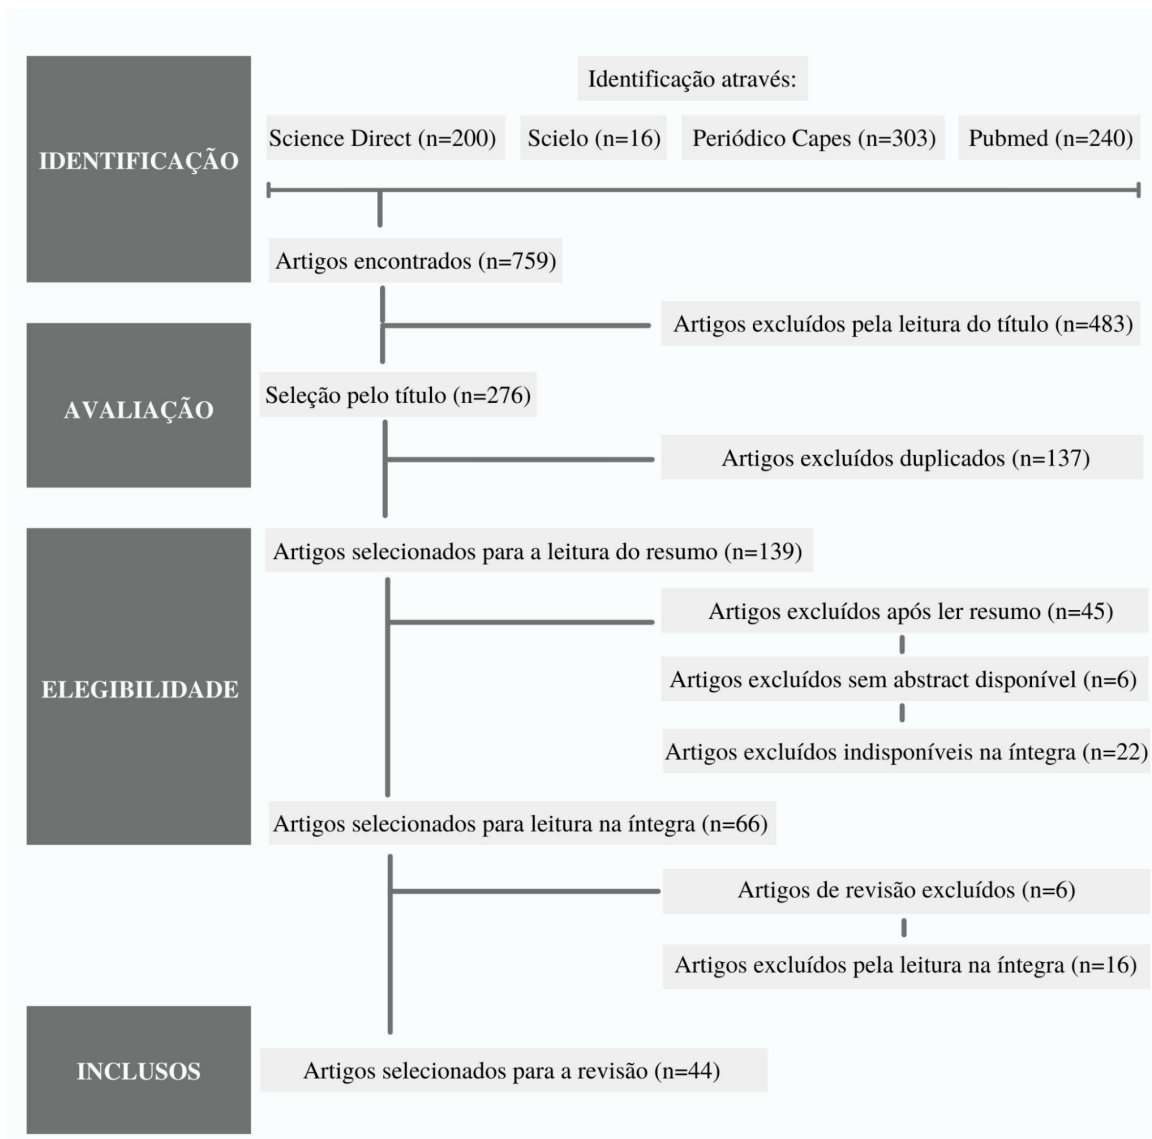 IDENTIFICAÇÃO
Identificação através:
Science Direct (n=200)
Scielo (n=16)
Periódico Capes (n=303)
Pubmed (n=240)
Artigos encontrados (n=759)
Artigos excluídos pela leitura do título (n=483)
AVALIAÇÃO
Seleção pelo título (n=276)
Artigos excluídos duplicados (n=137)
ELEGIBILIDADE
Artigos selecionados para a leitura do resumo (n=139)
Artigos excluídos após ler resumo (n=45)
Artigos excluídos sem abstract disponível (n=6)
Artigos excluídos indisponíveis na íntegra (n=22)
Artigos selecionados para leitura na íntegra (n=66)
Artigos de revisão excluídos (n=6)
Artigos excluídos pela leitura na íntegra (n=16)
INCLUSOS
Artigos selecionados para a revisão (n=44)